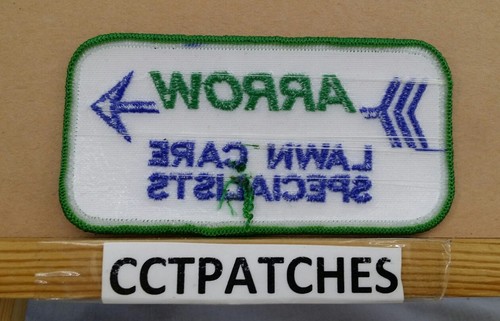 ARROW
LAWN CARE
SPECIALISTS
CCTPATCHES